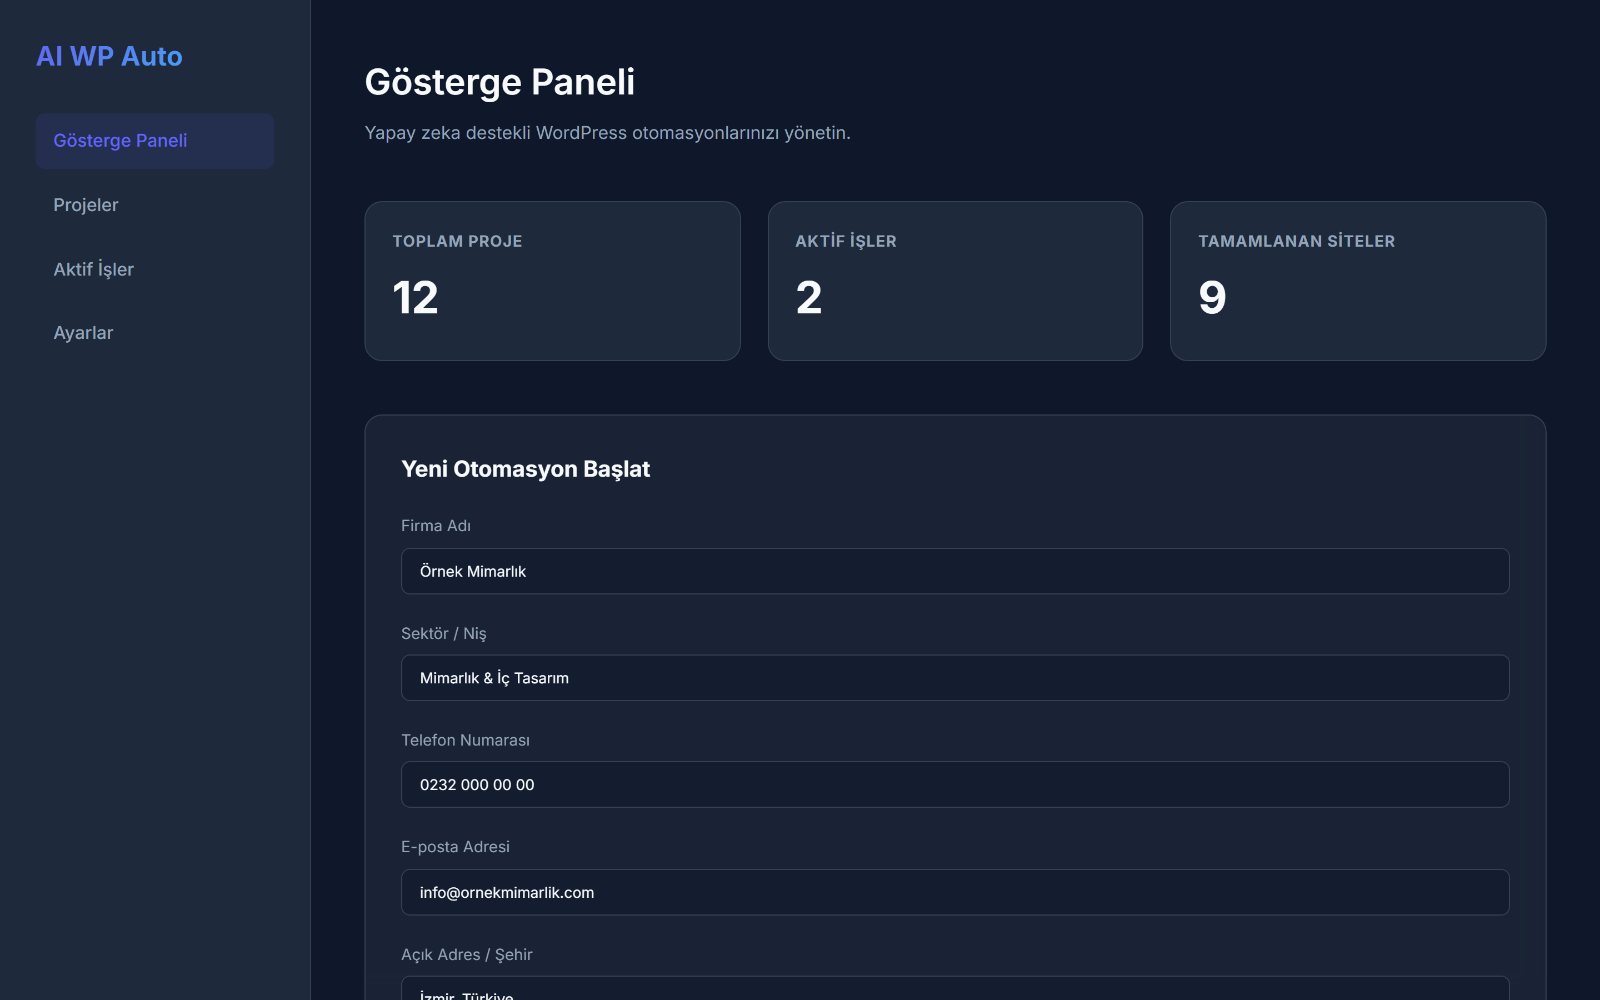 AI WP Auto
Gösterge Paneli
Projeler
Aktif İşler
Ayarlar
Gösterge Paneli
Yapay zeka destekli WordPress otomasyonlarınızı yönetin.
TOPLAM PROJE
12
AKTİF İŞLER
2
TAMAMLANAN SİTELER
9
Yeni Otomasyon Başlat
Firma Adı
Örnek Mimarlık
Sektör / Niş
Mimarlık & İç Tasarım
Telefon Numarası
0232 000 00 00
E-posta Adresi
info@ornekmimarlik.com
Açık Adres / Şehir
İzmir, Türkiye